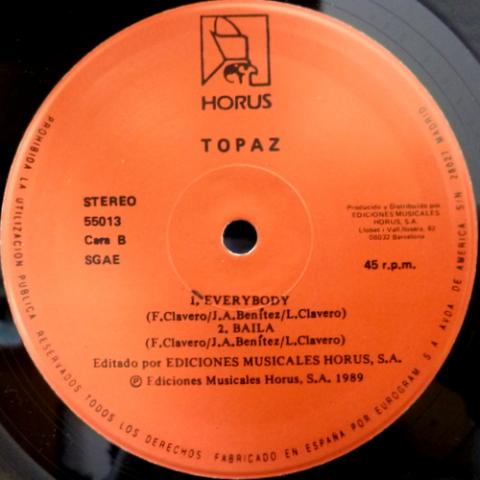 HORUS
TOPAZ
STEREO
55013
Cara B
SGAE
Producido y Distribuido por
EDICIONES MUSICALES
HORUS, S.A.
08032 Barcelona
45 r.p.m.
1. EVERYBODY
(F.Clavero/J.A.Benítez/L.Clavero)
2. BAILA
(F.Clavero/J.A.Benítez/L.Clavero)
Editado por EDICIONES MUSICALES HORUS, S.A.
Ⓟ Ediciones Musicales Horus, S.A. 1989
PROHIBIDA LA UTILIZACION PUBLICA RESERVADOS TODOS LOS DERECHOS FABRICADO EN ESPAÑA POR EUROGRAM S A AVDA DE AMERICA, S/N 28027 MADRID